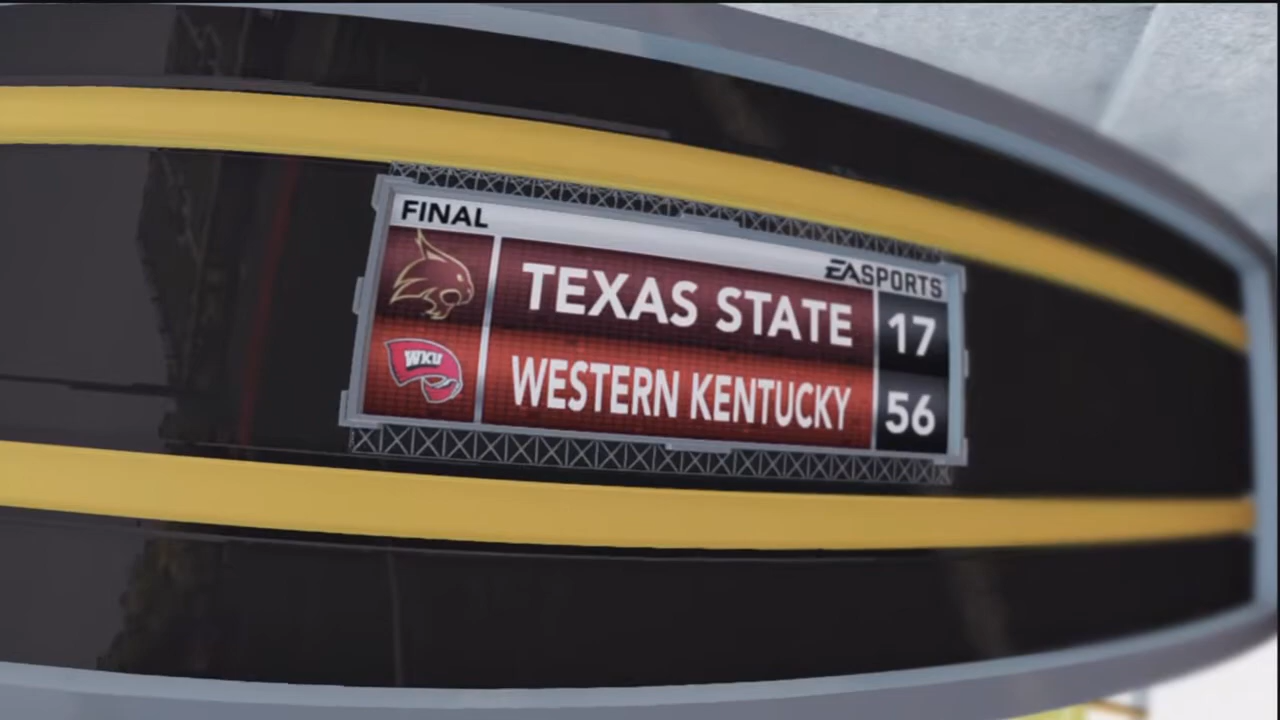 FINAL
EA SPORTS
TEXAS STATE 17
WKU
WESTERN KENTUCKY 56